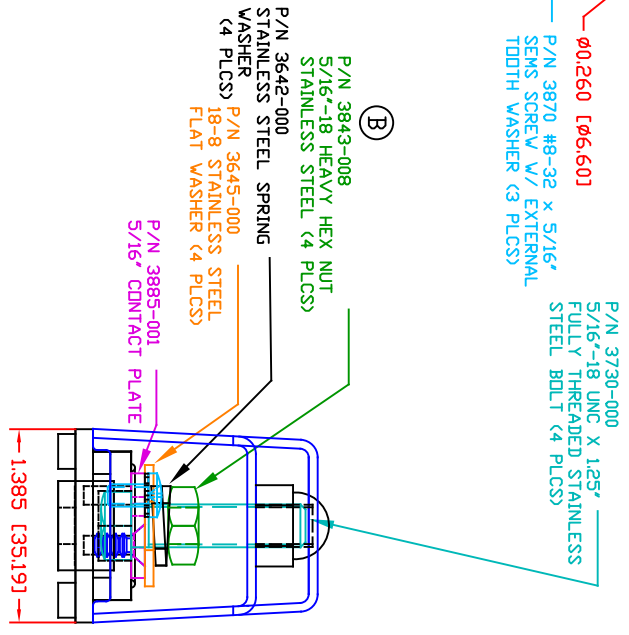 Ø0.260 [Ø6.60]
P/N 3870 #8-32 x 5/16"
SEMS SCREW W/ EXTERNAL
TOOTH WASHER (3 PLCS)
P/N 3730-000
5/16"-18 UNC X 1.25"
FULLY THREADED STAINLESS
STEEL BOLT (4 PLCS)
B
P/N 3843-008
5/16"-18 HEAVY HEX NUT
STAINLESS STEEL (4 PLCS)
P/N 3642-000
STAINLESS STEEL SPRING
WASHER
(4 PLCS)
P/N 3645-000
18-8 STAINLESS STEEL
FLAT WASHER (4 PLCS)
P/N 3885-001
5/16" CONTACT PLATE
1.385 [35.19]